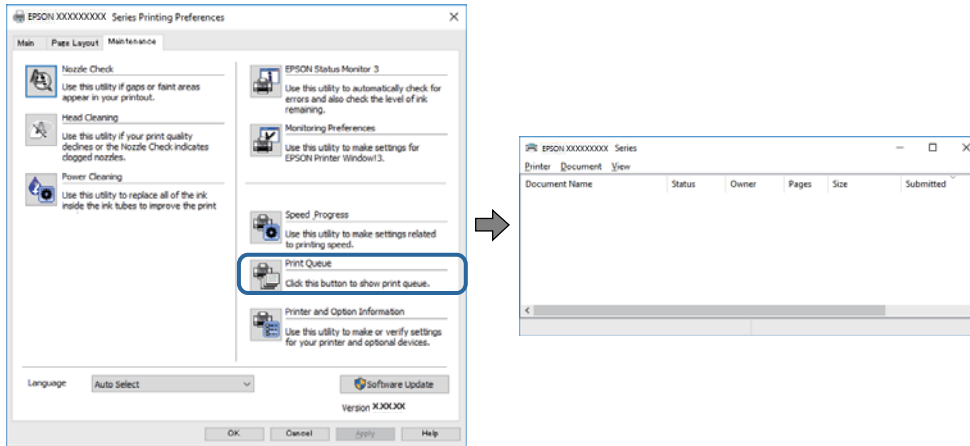 EPSON XXXXXXXXX Series Printing Preferences
Main Page Layout Maintenance
Nozzle Check
Use this utility if gaps or faint areas
appear in your printout.
Head Cleaning
Use this utility if your print quality
declines or the Nozzle Check indicates
clogged nozzles.
Power Cleaning
Use this utility to replace all of the ink
inside the ink tubes to improve the print
EPSON Status Monitor 3
Use this utility to automatically check for
errors and also check the level of ink
remaining.
Monitoring Preferences
Use this utility to make settings for
EPSON Printer Window!3.
Speed Progress
Use this utility to make settings related
to printing speed.
Print Queue
Click this button to show print queue.
Printer and Option Information
Use this utility to make or verify settings
for your printer and optional devices.
Language Auto Select Software Update
Version X.XX.XX
OK Cancel Apply Help
EPSON XXXXXXXXX Series
Printer Document View
Document Name Status Owner Pages Size Submitted